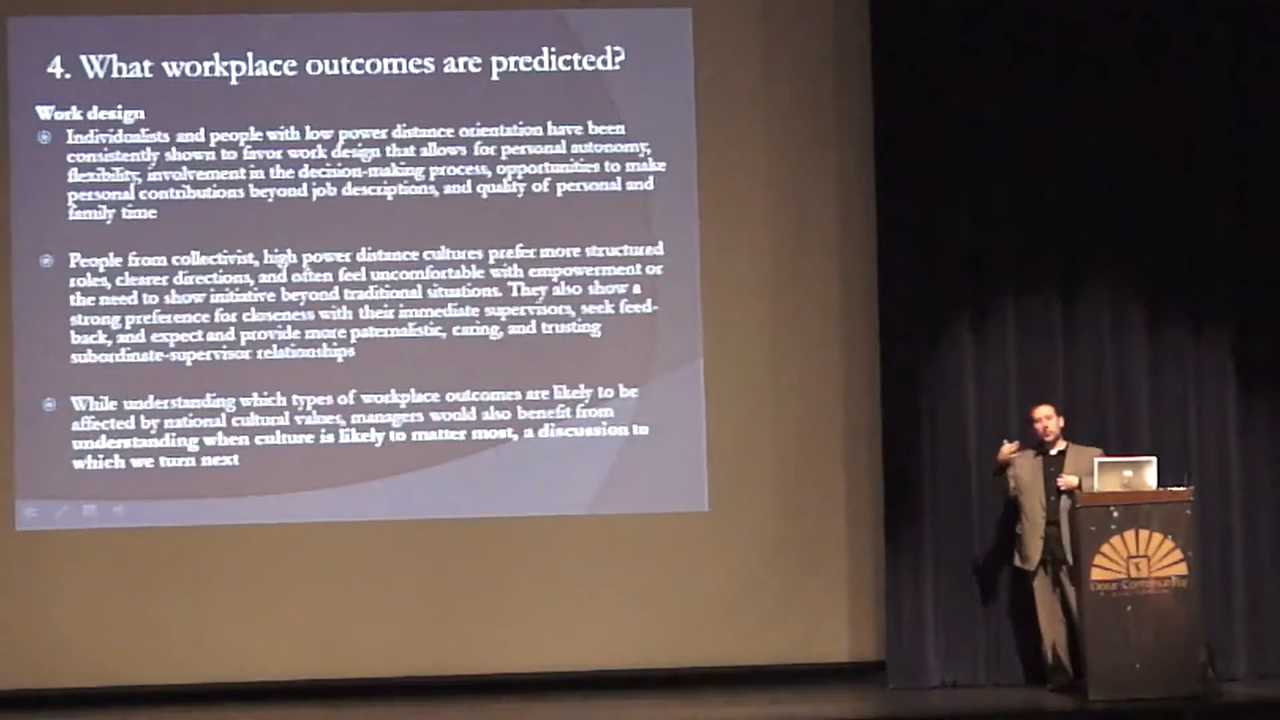 4. What workplace outcomes are predicted?
Work design
Individualists and people with low power distance orientation have been
consistently shown to favor work design that allows for personal autonomy,
flexibility, involvement in the decision-making process, opportunities to make
personal contributions beyond job descriptions, and quality of personal and
family time
People from collectivist, high power distance cultures prefer more structured
roles, clearer directions, and often feel uncomfortable with empowerment or
the need to show initiative beyond traditional situations. They also show a
strong preference for closeness with their immediate supervisors, seek feed-
back, and expect and provide more paternalistic, caring, and trusting
subordinate-supervisor relationships
While understanding which types of workplace outcomes are likely to be
affected by national cultural values, managers would also benefit from
understanding when culture is likely to matter most, a discussion to
which we turn next
Community